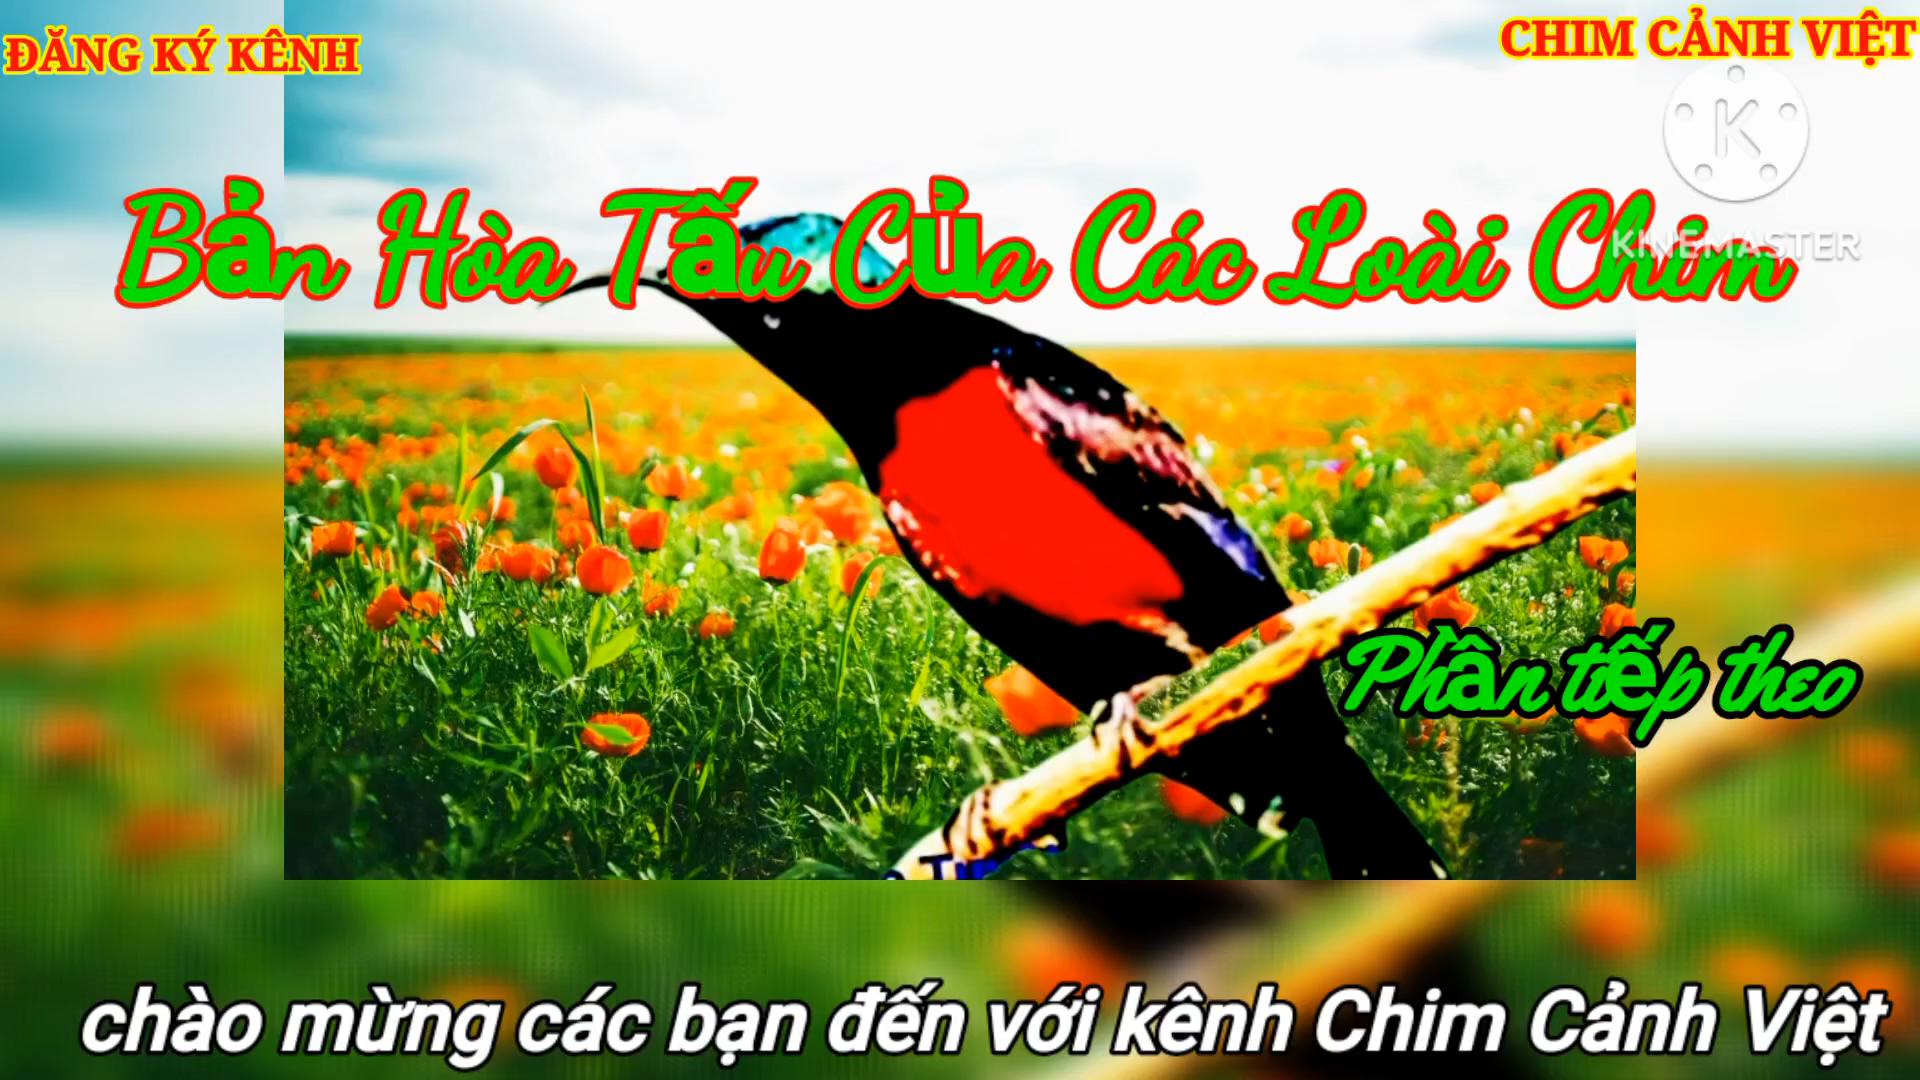 ĐĂNG KÝ KÊNH
CHIM CẢNH VIỆT
K
KINEMASTER
Bản Hòa Tấu Của Các Loài Chim
Phần tiếp theo
chào mừng các bạn đến với kênh Chim Cảnh Việt